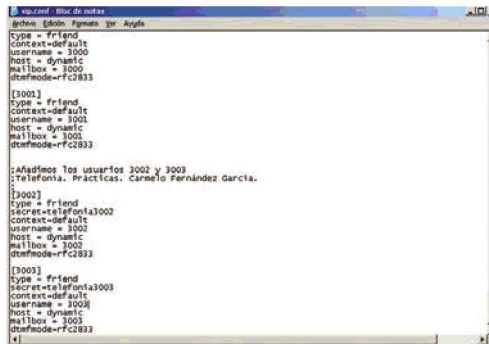 sip.conf - Bloc de notas
Archivo Edición Formato Ver Ayuda
type = friend
context=default
username = 3000
host = dynamic
mailbox = 3000
dtmfmode=rfc2833
[3001]
type = friend
context=default
username = 3001
host = dynamic
mailbox = 3001
dtmfmode=rfc2833
;Añadimos los usuarios 3002 y 3003
;Telefonía. Prácticas. Carmelo Fernández García.
;
[3002]
type = friend
secret=telefonia3002
context=default
username = 3002
host = dynamic
mailbox = 3002
dtmfmode=rfc2833
[3003]
type = friend
secret=telefonia3003
context=default
username = 3003
host = dynamic
mailbox = 3003
dtmfmode=rfc2833